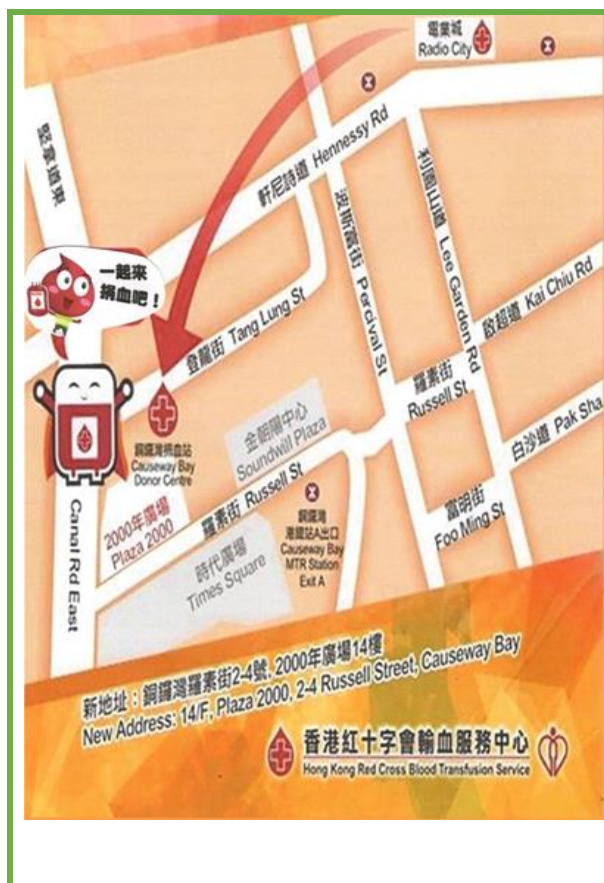 電業城
Radio City
堅拿道東
軒尼詩道 Hennessy Rd
波斯富街 Percival St
利園山道 Lee Garden Rd
啟超道 Kai Chiu Rd
一起來
捐血吧！
登龍街 Tang Lung St
羅素街
Russell St
白沙道 Pak Sha
銅鑼灣捐血站
Causeway Bay
Donor Centre
金朝陽中心
Soundwill Plaza
富明街
Foo Ming St
2000年廣場
Plaza 2000
羅素街 Russell St
銅鑼灣
港鐵站A出口
Causeway Bay
MTR Station
Exit A
Canal Rd East
時代廣場
Times Square
新地址：銅鑼灣羅素街2-4號, 2000年廣場14樓
New Address: 14/F, Plaza 2000, 2-4 Russell Street, Causeway Bay
香港紅十字會輸血服務中心
Hong Kong Red Cross Blood Transfusion Service